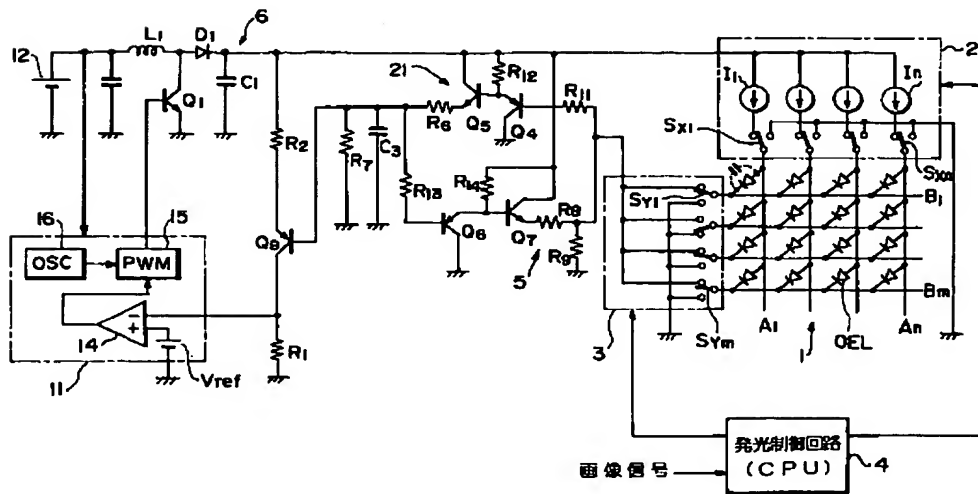 L1
D1
6
12
C1
Q1
21
R12
R11
R6
Q5
Q4
R2
R7
C3
R13
R14
R8
Q6
Q7
R9
5
Q8
I1
In
2
SX1
SXn
SY1
B1
Bm
SYm
3
A1
1
OEL
An
16
15
OSC
PWM
14
11
Vref
R1
発光制御回路
(CPU)
4
画像信号